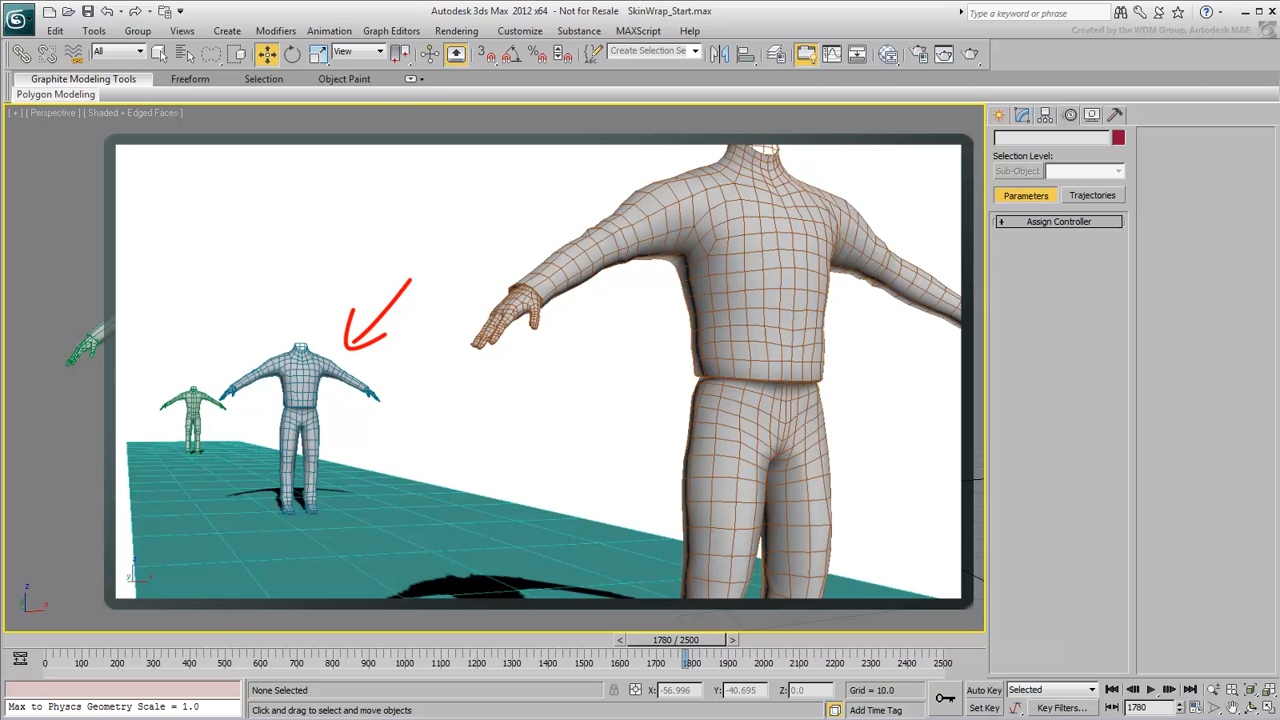 Autodesk 3ds Max 2012 x64 - Not for Resale SkinWrap_Start.max
Type a keyword or phrase
Edit Tools Group Views Create Modifiers Animation Graph Editors Rendering Customize Substance MAXScript Help
Created by the WDM Group, Autodesk M&E
All View Create Selection Se
Graphite Modeling Tools Freeform Selection Object Paint
Polygon Modeling
[ + ] [ Perspective ] [ Shaded + Edged Faces ]
Selection Level:
Sub-Object
Parameters Trajectories
+ Assign Controller
z
y x
z
x
< 1780 / 2500 >
0 100 200 300 400 500 600 700 800 900 1000 1100 1200 1300 1400 1500 1600 1700 1800 1900 2000 2100 2200 2300 2400 2500
None Selected X: -56.996 Y: -40.695 Z: 0.0 Grid = 10.0 Auto Key Selected
Max to Physcs Geometry Scale = 1.0 Click and drag to select and move objects Add Time Tag Set Key Key Filters... 1780